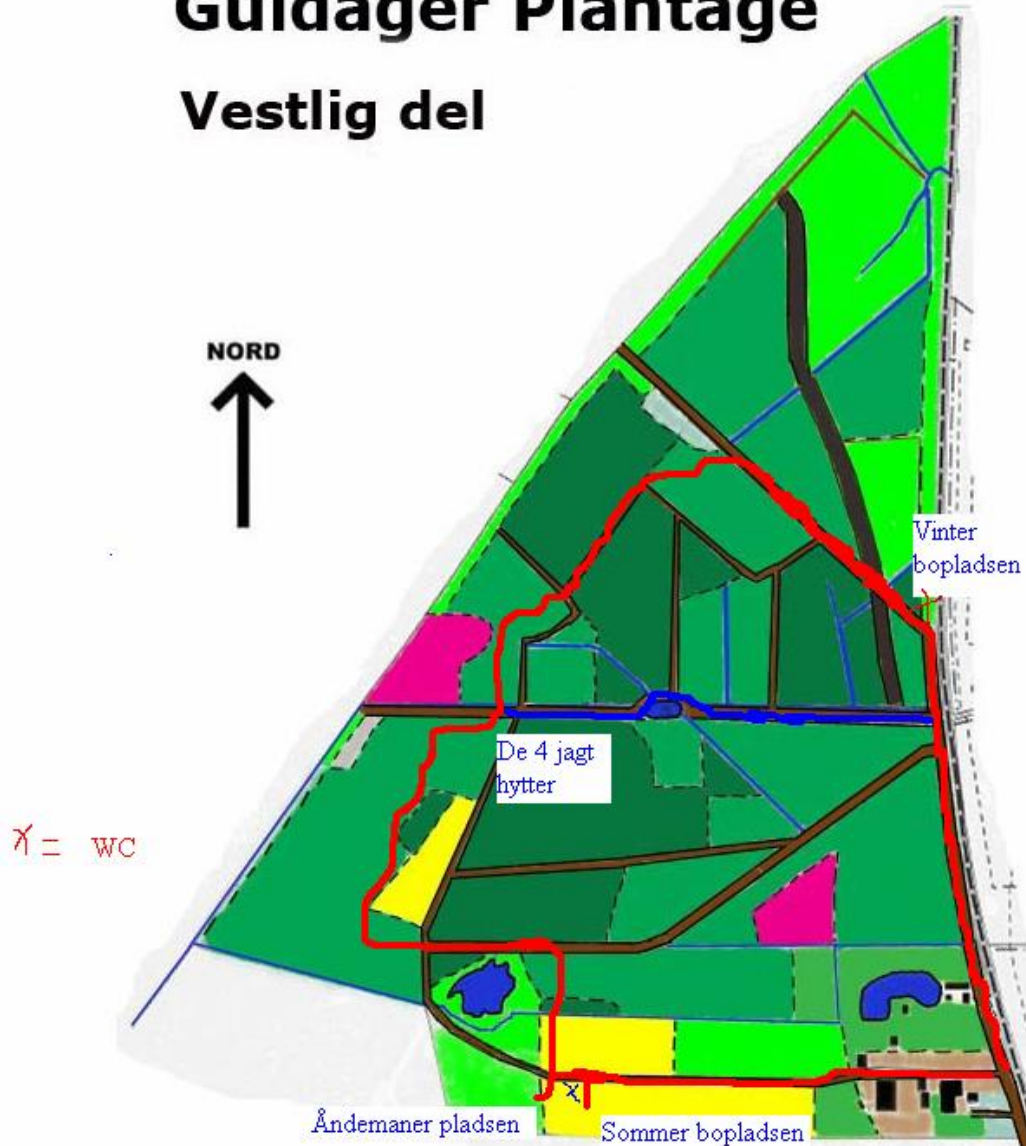 Guldager Plantage
Vestlig del
NORD
Vinter
bopladsen
De 4 jagt
hytter
X = WC
X
Åndemaner pladsen
Sommer bopladsen